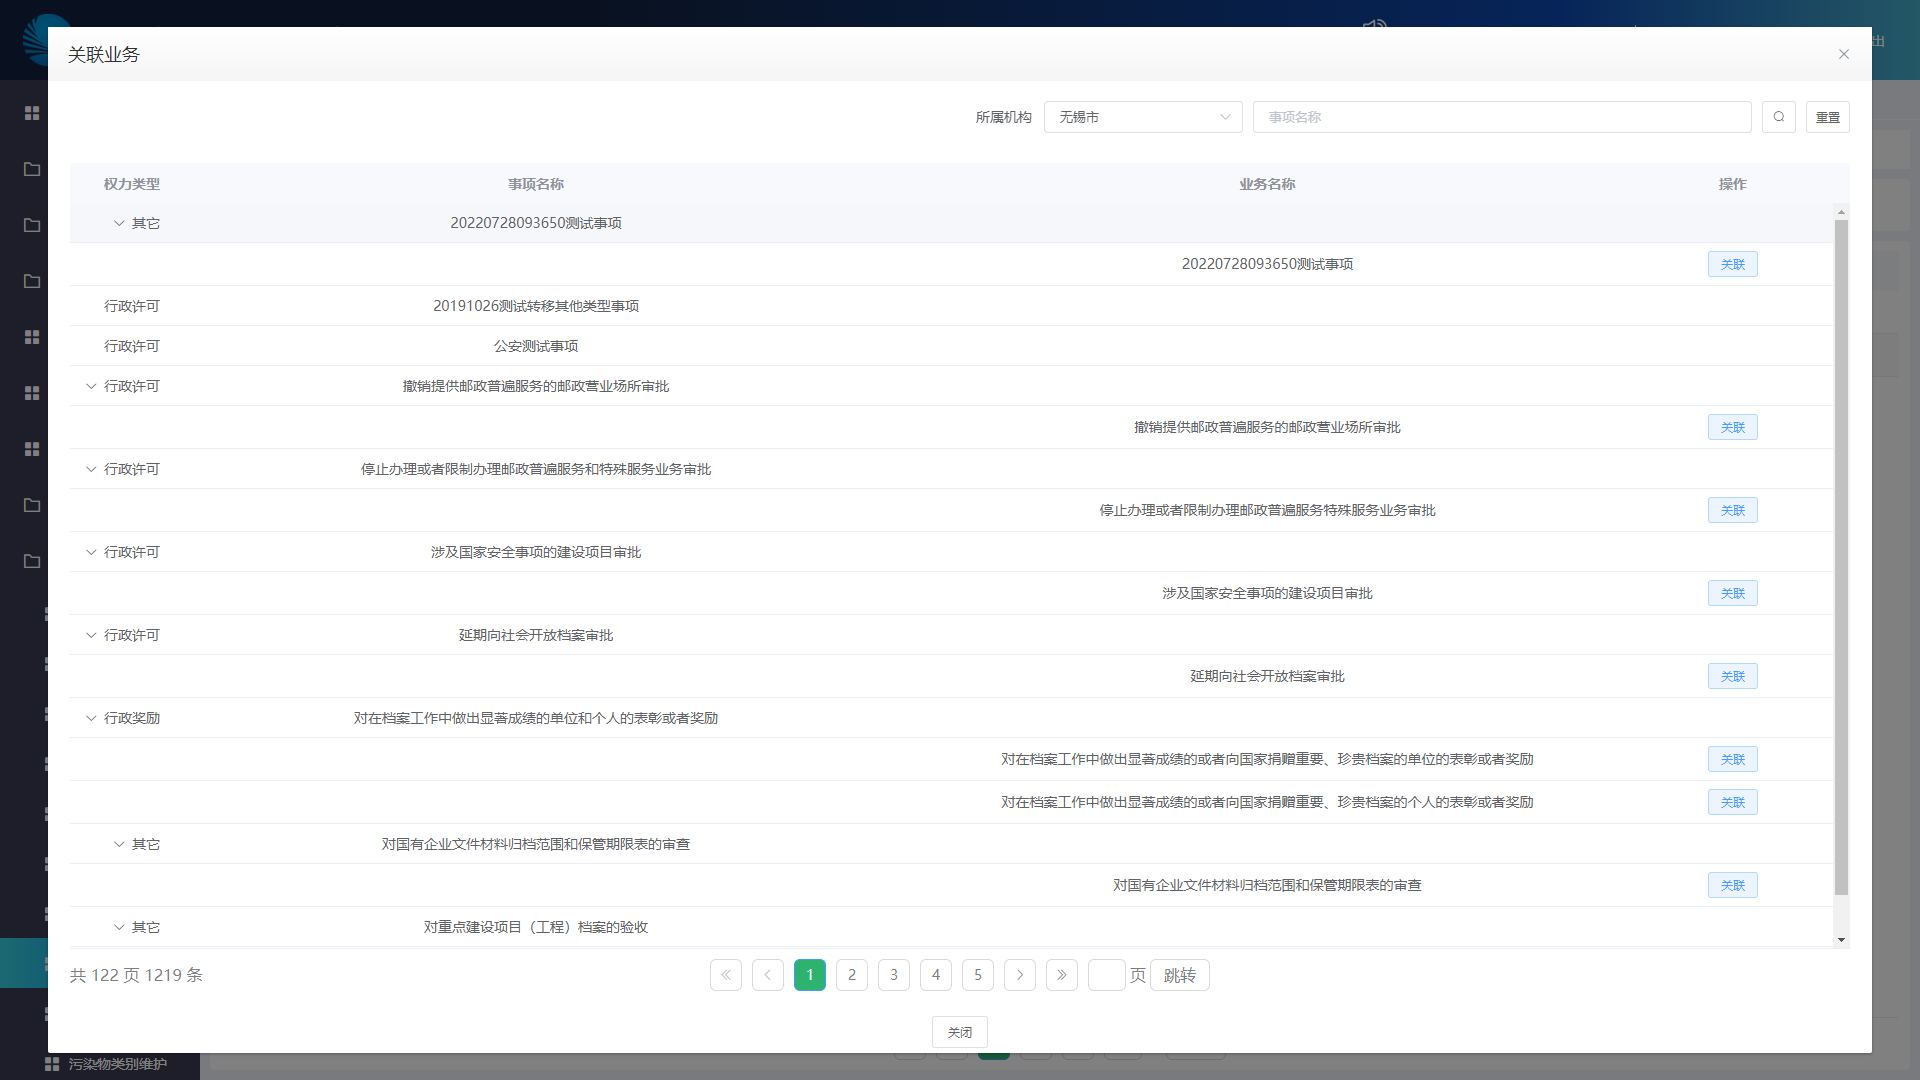 出
关联业务
所属机构 无锡市 事项名称 重置
权力类型 事项名称 业务名称 操作
其它 20220728093650测试事项
20220728093650测试事项 关联
行政许可 20191026测试转移其他类型事项
行政许可 公安测试事项
行政许可 撤销提供邮政普遍服务的邮政营业场所审批
撤销提供邮政普遍服务的邮政营业场所审批 关联
行政许可 停止办理或者限制办理邮政普遍服务和特殊服务业务审批
停止办理或者限制办理邮政普遍服务特殊服务业务审批 关联
行政许可 涉及国家安全事项的建设项目审批
涉及国家安全事项的建设项目审批 关联
行政许可 延期向社会开放档案审批
延期向社会开放档案审批 关联
行政奖励 对在档案工作中做出显著成绩的单位和个人的表彰或者奖励
对在档案工作中做出显著成绩的或者向国家捐赠重要、珍贵档案的单位的表彰或者奖励 关联
对在档案工作中做出显著成绩的或者向国家捐赠重要、珍贵档案的个人的表彰或者奖励 关联
其它 对国有企业文件材料归档范围和保管期限表的审查
对国有企业文件材料归档范围和保管期限表的审查 关联
其它 对重点建设项目（工程）档案的验收
共 122 页 1219 条 1 2 3 4 5 页 跳转
关闭
污染物类别维护